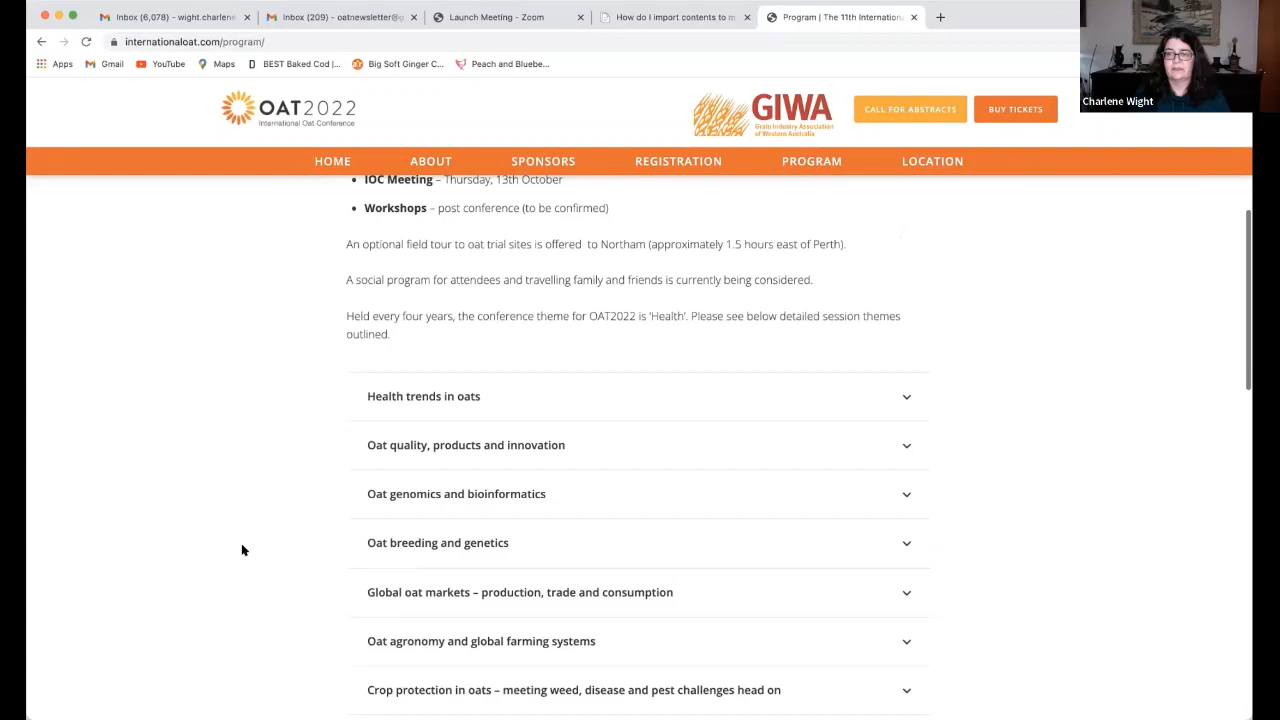 Inbox (6,078) - wight.charlene
Inbox (209) - oatnewsletter@g
Launch Meeting - Zoom
How do I import contents to m
Program | The 11th Internation
internationaloat.com/program/
Apps
Gmail
YouTube
Maps
BEST Baked Cod |...
Big Soft Ginger C...
Peach and Bluebe...
OAT2022
International Oat Conference
GIWA
Grain Industry Association
of Western Australia
CALL FOR ABSTRACTS
BUY TICKETS
Charlene Wight
HOME
ABOUT
SPONSORS
REGISTRATION
PROGRAM
LOCATION
• IOC Meeting – Thursday, 13th October
• Workshops – post conference (to be confirmed)
An optional field tour to oat trial sites is offered to Northam (approximately 1.5 hours east of Perth).
A social program for attendees and travelling family and friends is currently being considered.
Held every four years, the conference theme for OAT2022 is 'Health'. Please see below detailed session themes
outlined.
Health trends in oats
Oat quality, products and innovation
Oat genomics and bioinformatics
Oat breeding and genetics
Global oat markets – production, trade and consumption
Oat agronomy and global farming systems
Crop protection in oats – meeting weed, disease and pest challenges head on